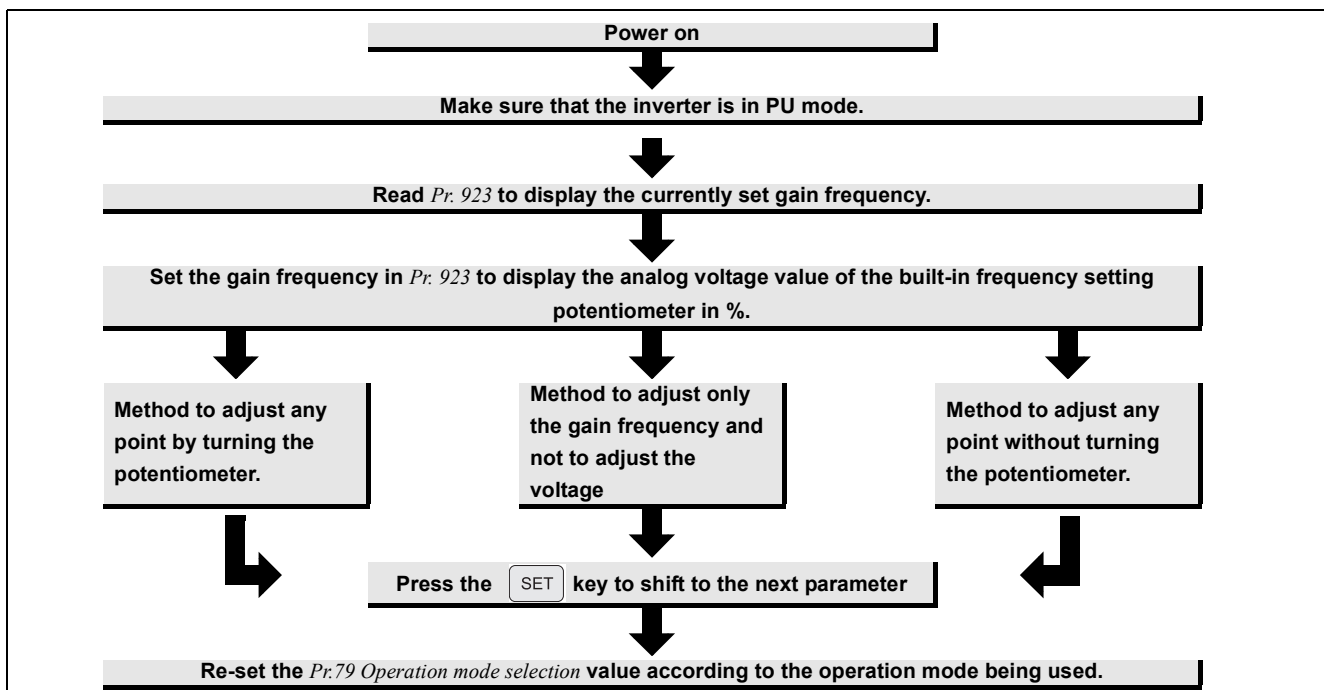 Power on
Make sure that the inverter is in PU mode.
Read Pr. 923 to display the currently set gain frequency.
Set the gain frequency in Pr. 923 to display the analog voltage value of the built-in frequency setting
potentiometer in %.
Method to adjust any
point by turning the
potentiometer.
Method to adjust only
the gain frequency and
not to adjust the
voltage
Method to adjust any
point without turning
the potentiometer.
Press the SET key to shift to the next parameter
Re-set the Pr.79 Operation mode selection value according to the operation mode being used.